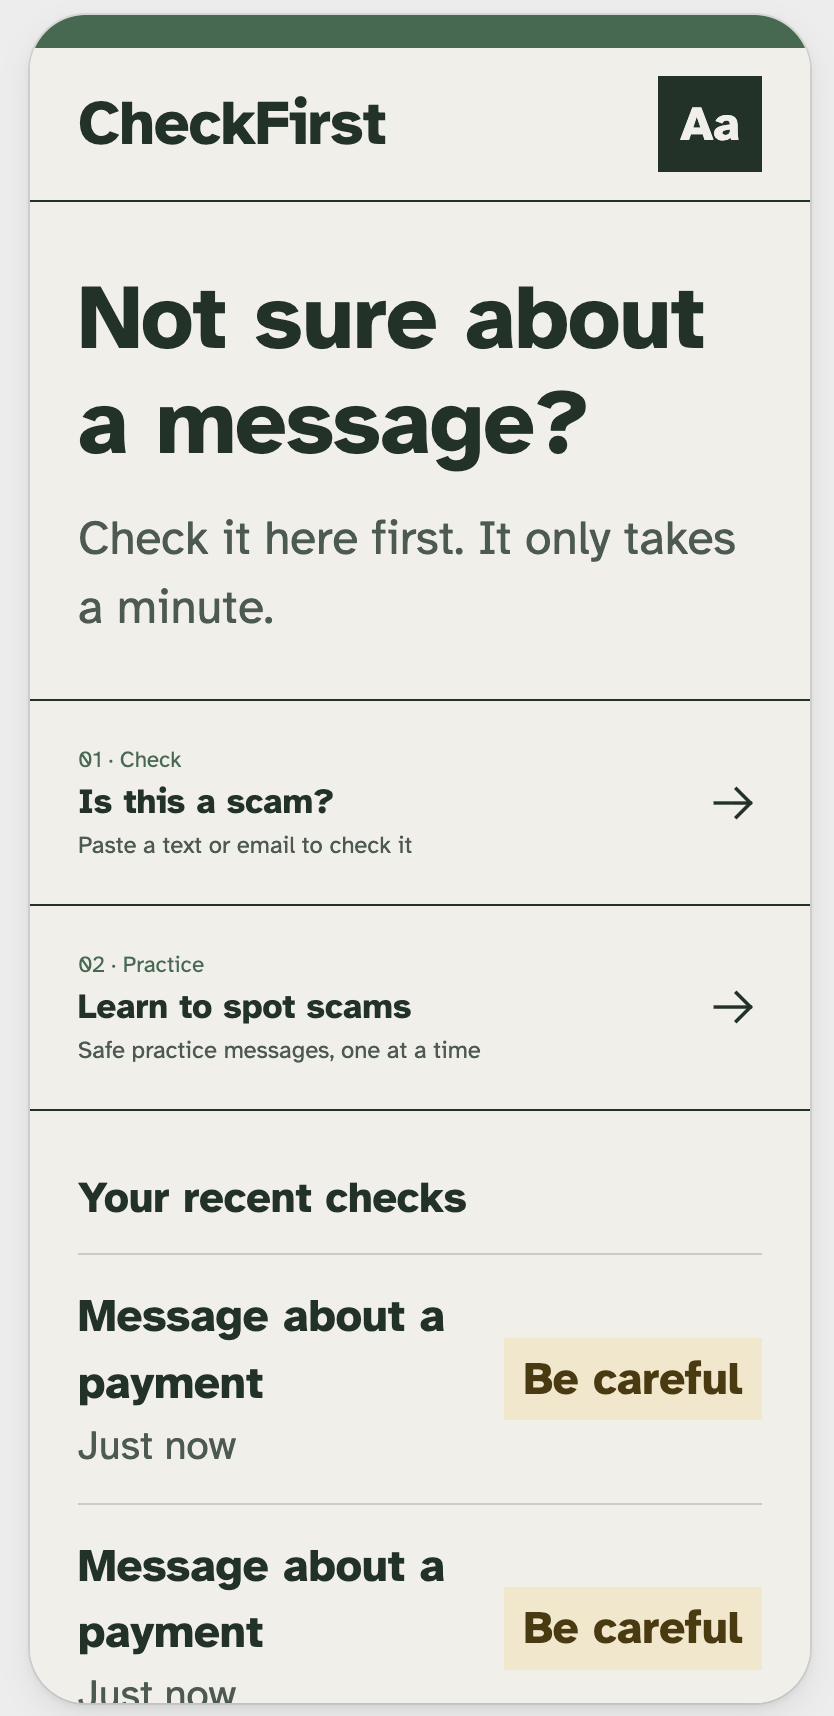 CheckFirst
Aa
Not sure about
a message?
Check it here first. It only takes
a minute.
01 · Check
Is this a scam?
Paste a text or email to check it
02 · Practice
Learn to spot scams
Safe practice messages, one at a time
Your recent checks
Message about a
payment
Just now
Be careful
Message about a
payment
Just now
Be careful